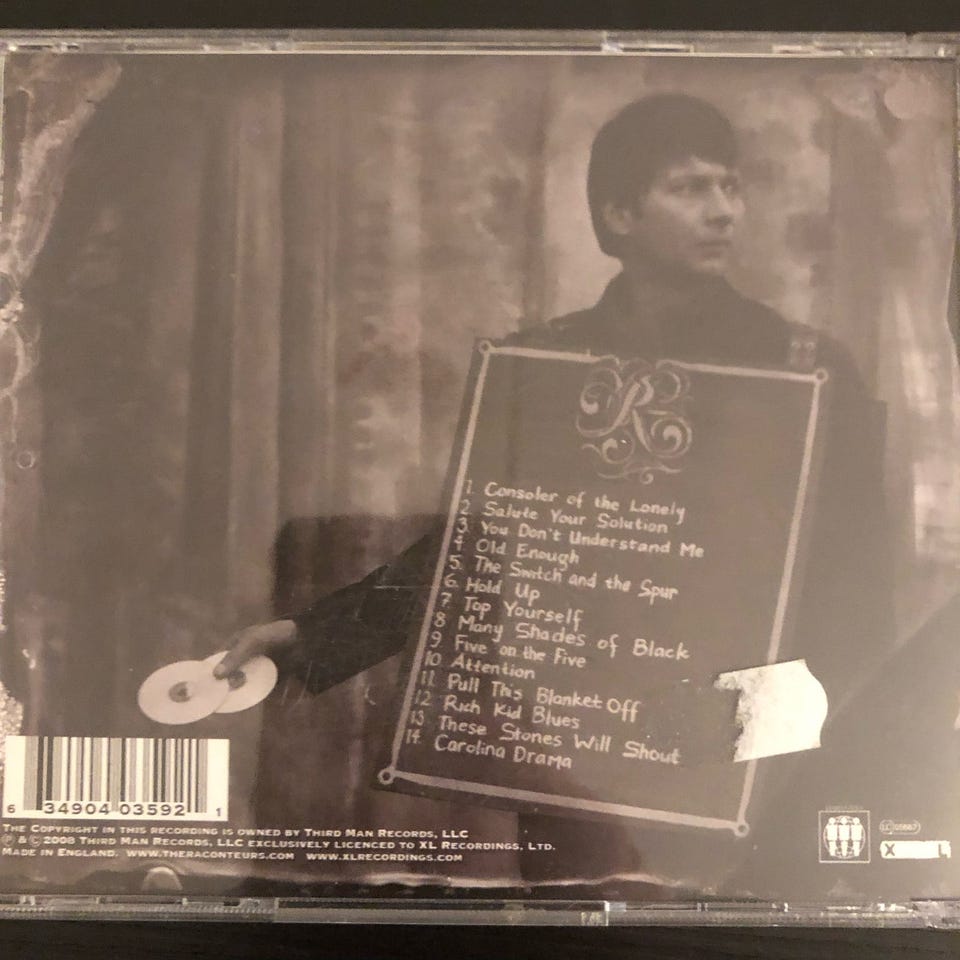 R
1. Consoler of the Lonely
2. Salute Your Solution
3. You Don't Understand Me
4. Old Enough
5. The Switch and the Spur
6. Hold Up
7. Top Yourself
8 Many Shades of Black
9 Five on the Five
10 Attention
11. Pull This Blanket Off
12 Rich Kid Blues
13. These Stones Will Shout
14. Carolina Drama
6 34904 03592 1
THE COPYRIGHT IN THIS RECORDING IS OWNED BY THIRD MAN RECORDS, LLC
℗ & © 2008 THIRD MAN RECORDS, LLC EXCLUSIVELY LICENCED TO XL RECORDINGS, LTD.
MADE IN ENGLAND. WWW.THERACONTEURS.COM WWW.XLRECORDINGS.COM
X L